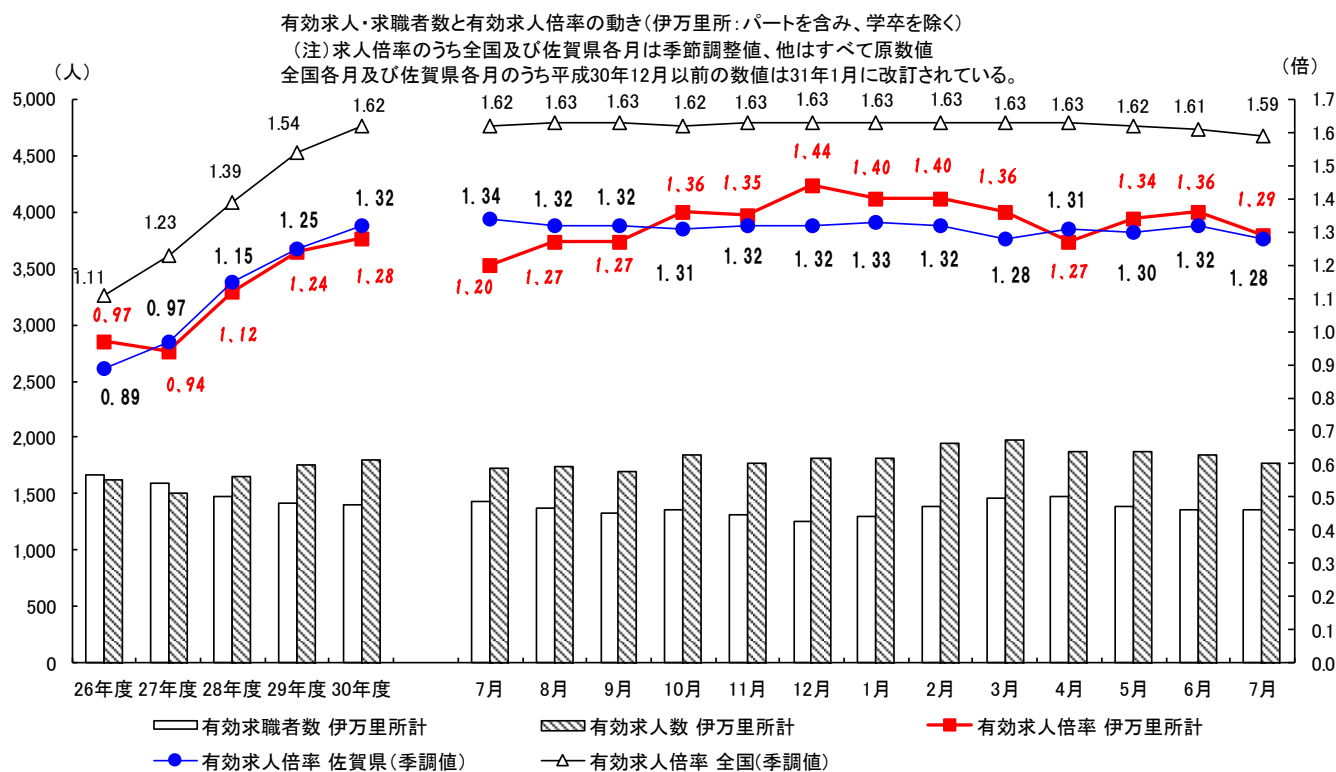 有効求人・求職者数と有効求人倍率の動き(伊万里所:パートを含み、学卒を除く)
(注)求人倍率のうち全国及び佐賀県各月は季節調整値、他はすべて原数値
全国各月及び佐賀県各月のうち平成30年12月以前の数値は31年1月に改訂されている。
(人)
(倍)
5,000
4,500
4,000
3,500
3,000
2,500
2,000
1,500
1,000
500
0
1.7
1.6
1.5
1.4
1.3
1.2
1.1
1.0
0.9
0.8
0.7
0.6
0.5
0.4
0.3
0.2
0.1
0.0
1.11 1.23 1.39 1.54 1.62 1.62 1.63 1.63 1.62 1.63 1.63 1.63 1.63 1.63 1.63 1.62 1.61 1.59
0.97 0.94 1.12 1.24 1.28 1.20 1.27 1.27 1.36 1.35 1.44 1.40 1.40 1.36 1.27 1.34 1.36 1.29
0.89 0.97 1.15 1.25 1.32 1.34 1.32 1.32 1.31 1.32 1.32 1.33 1.32 1.28 1.31 1.30 1.32 1.28
26年度 27年度 28年度 29年度 30年度 7月 8月 9月 10月 11月 12月 1月 2月 3月 4月 5月 6月 7月
有効求職者数 伊万里所計 有効求人数 伊万里所計 有効求人倍率 伊万里所計
有効求人倍率 佐賀県(季調値) 有効求人倍率 全国(季調値)